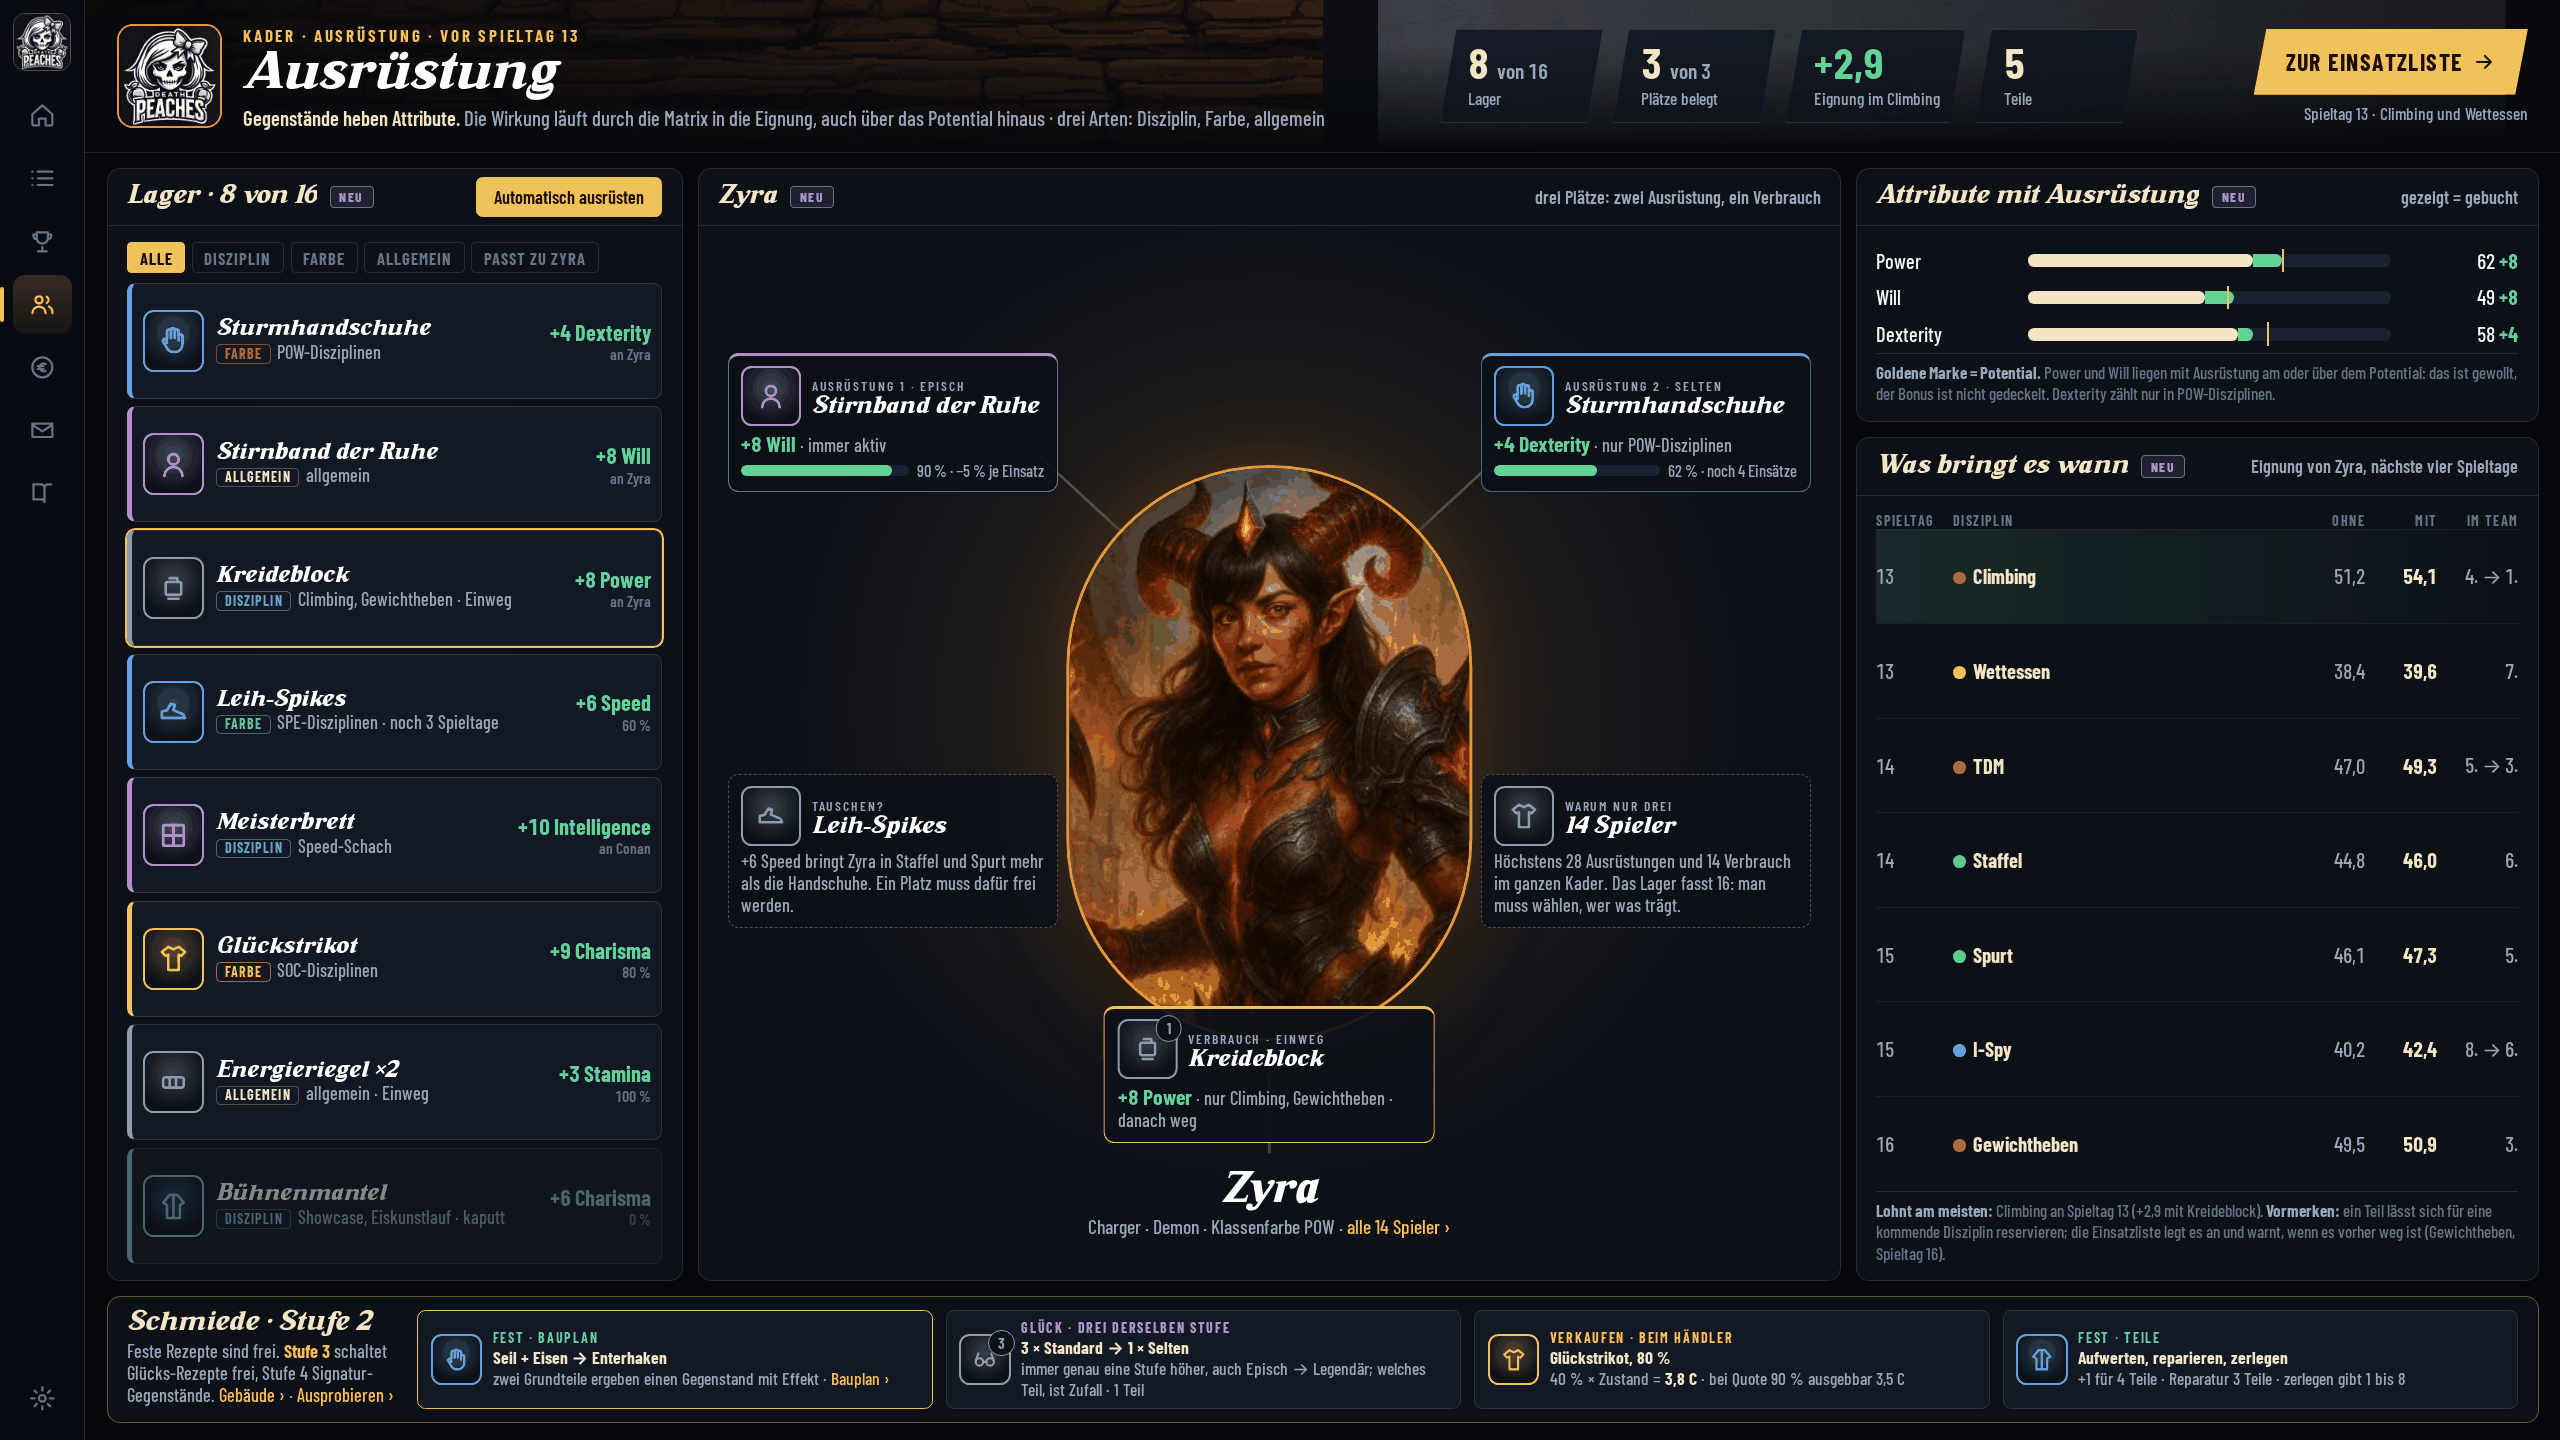 DEATH
PEACHES
DEATH
PEACHES
KADER · AUSRÜSTUNG · VOR SPIELTAG 13
Ausrüstung
Gegenstände heben Attribute. Die Wirkung läuft durch die Matrix in die Eignung, auch über das Potential hinaus · drei Arten: Disziplin, Farbe, allgemein
8 von 16
Lager
3 von 3
Plätze belegt
+2,9
Eignung im Climbing
5
Teile
ZUR EINSATZLISTE →
Spieltag 13 · Climbing und Wettessen
Lager · 8 von 16 NEU
Automatisch ausrüsten
ALLE DISZIPLIN FARBE ALLGEMEIN PASST ZU ZYRA
Sturmhandschuhe
FARBE POW-Disziplinen
+4 Dexterity
an Zyra
Stirnband der Ruhe
ALLGEMEIN allgemein
+8 Will
an Zyra
Kreideblock
DISZIPLIN Climbing, Gewichtheben · Einweg
+8 Power
an Zyra
Leih-Spikes
FARBE SPE-Disziplinen · noch 3 Spieltage
+6 Speed
60 %
Meisterbrett
DISZIPLIN Speed-Schach
+10 Intelligence
an Conan
Glückstrikot
FARBE SOC-Disziplinen
+9 Charisma
80 %
Energieriegel ×2
ALLGEMEIN allgemein · Einweg
+3 Stamina
100 %
Bühnenmantel
DISZIPLIN Showcase, Eiskunstlauf · kaputt
+6 Charisma
0 %
Zyra NEU
drei Plätze: zwei Ausrüstung, ein Verbrauch
AUSRÜSTUNG 1 · EPISCH
Stirnband der Ruhe
+8 Will · immer aktiv
90 % · −5 % je Einsatz
AUSRÜSTUNG 2 · SELTEN
Sturmhandschuhe
+4 Dexterity · nur POW-Disziplinen
62 % · noch 4 Einsätze
TAUSCHEN?
Leih-Spikes
+6 Speed bringt Zyra in Staffel und Spurt mehr
als die Handschuhe. Ein Platz muss dafür frei
werden.
WARUM NUR DREI
14 Spieler
Höchstens 28 Ausrüstungen und 14 Verbrauch
im ganzen Kader. Das Lager fasst 16: man
muss wählen, wer was trägt.
1
VERBRAUCH · EINWEG
Kreideblock
+8 Power · nur Climbing, Gewichtheben ·
danach weg
Zyra
Charger · Demon · Klassenfarbe POW · alle 14 Spieler ›
Attribute mit Ausrüstung NEU
gezeigt = gebucht
Power 62 +8
Will 49 +8
Dexterity 58 +4
Goldene Marke = Potential. Power und Will liegen mit Ausrüstung am oder über dem Potential: das ist gewollt,
der Bonus ist nicht gedeckelt. Dexterity zählt nur in POW-Disziplinen.
Was bringt es wann NEU
Eignung von Zyra, nächste vier Spieltage
SPIELTAG DISZIPLIN OHNE MIT IM TEAM
13 Climbing 51,2 54,1 4. → 1.
13 Wettessen 38,4 39,6 7.
14 TDM 47,0 49,3 5. → 3.
14 Staffel 44,8 46,0 6.
15 Spurt 46,1 47,3 5.
15 I-Spy 40,2 42,4 8. → 6.
16 Gewichtheben 49,5 50,9 3.
Lohnt am meisten: Climbing an Spieltag 13 (+2,9 mit Kreideblock). Vormerken: ein Teil lässt sich für eine
kommende Disziplin reservieren; die Einsatzliste legt es an und warnt, wenn es vorher weg ist (Gewichtheben,
Spieltag 16).
Schmiede · Stufe 2
Feste Rezepte sind frei. Stufe 3 schaltet
Glücks-Rezepte frei, Stufe 4 Signatur-
Gegenstände. Gebäude › · Ausprobieren ›
FEST · BAUPLAN
Seil + Eisen → Enterhaken
zwei Grundteile ergeben einen Gegenstand mit Effekt · Bauplan ›
3
GLÜCK · DREI DERSELBEN STUFE
3 × Standard → 1 × Selten
immer genau eine Stufe höher, auch Episch → Legendär; welches
Teil, ist Zufall · 1 Teil
VERKAUFEN · BEIM HÄNDLER
Glückstrikot, 80 %
40 % × Zustand = 3,8 C · bei Quote 90 % ausgebbar 3,5 C
FEST · TEILE
Aufwerten, reparieren, zerlegen
+1 für 4 Teile · Reparatur 3 Teile · zerlegen gibt 1 bis 8